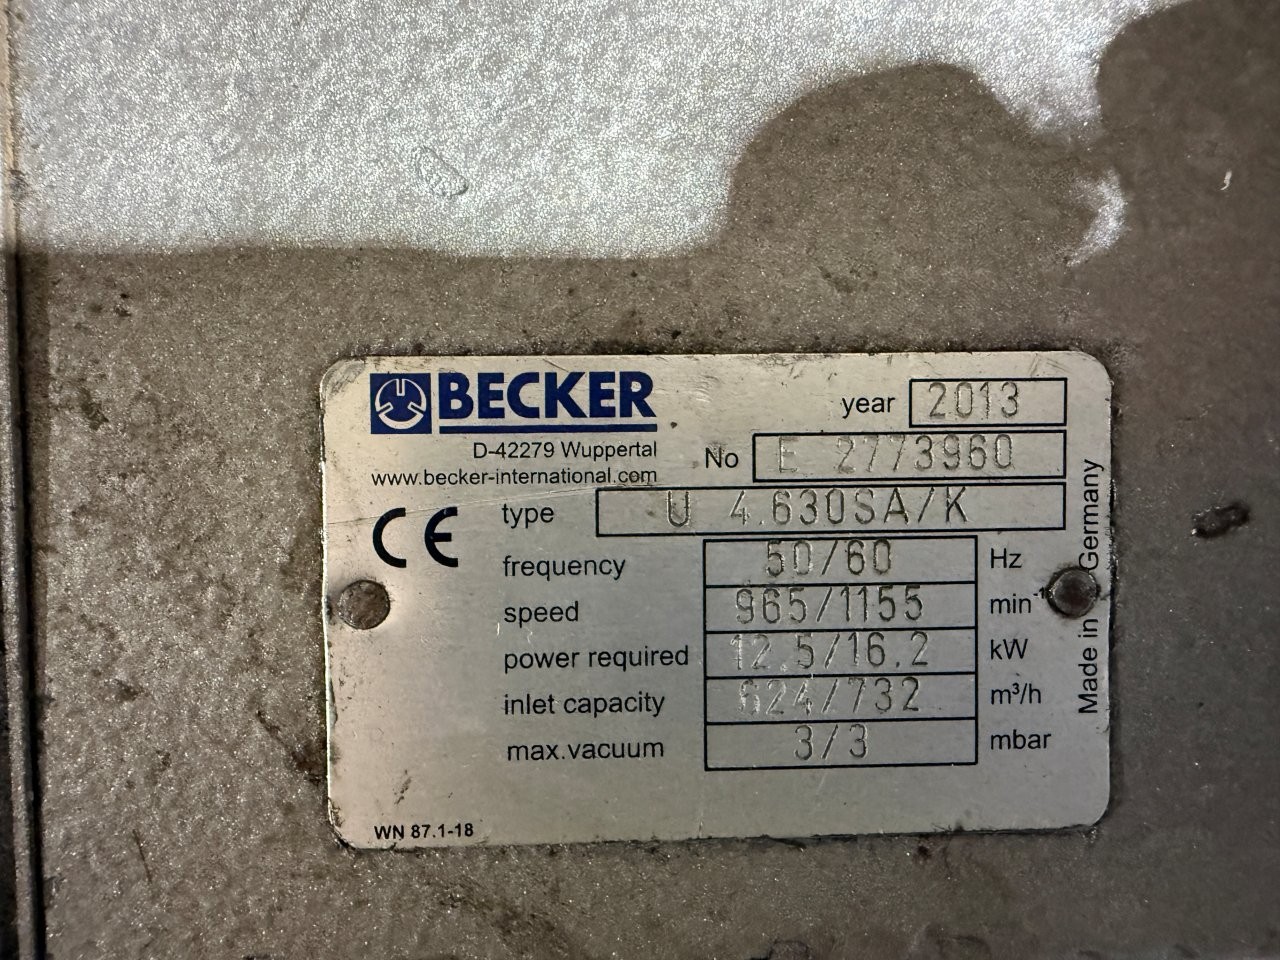 BECKER
D-42279 Wuppertal
www.becker-international.com
year 2013
No E 2773960
CE type U 4.630SA/K
frequency 50/60 Hz
speed 965/1155 min⁻¹
power required 12.5/16.2 kW
inlet capacity 624/732 m³/h
max.vacuum 3/3 mbar
WN 87.1-18
Made in Germany